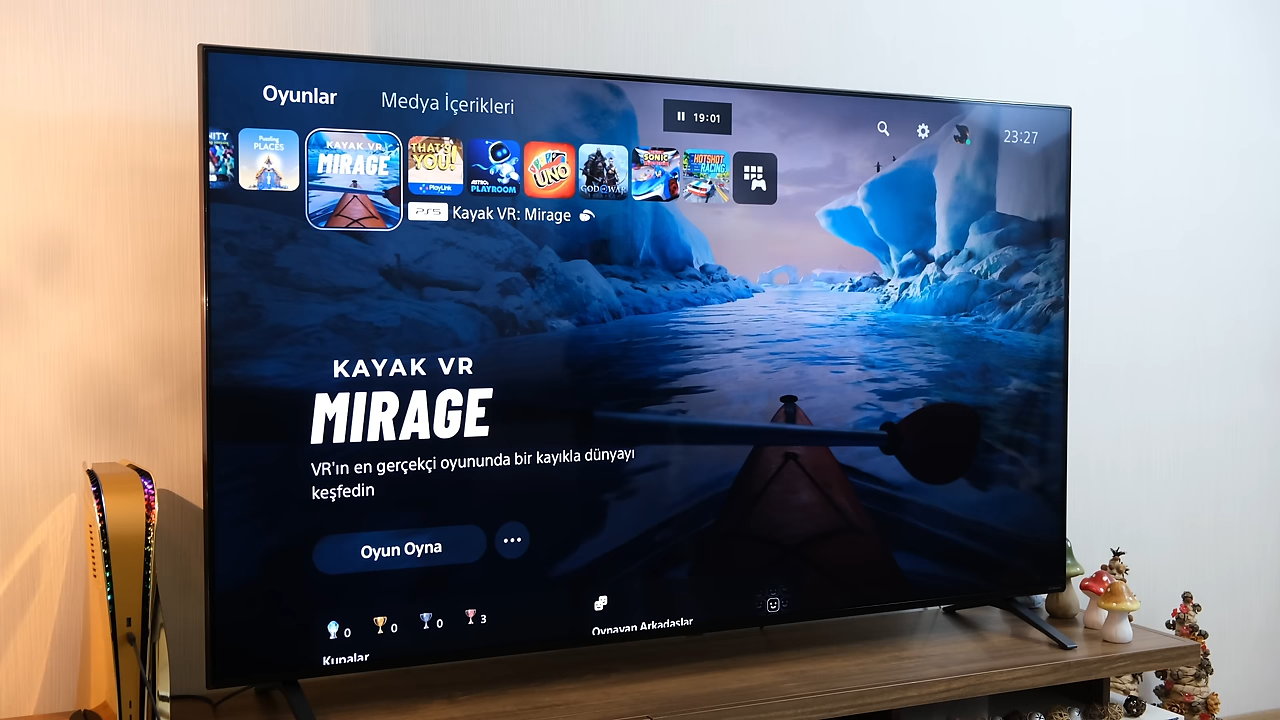 Oyunlar
Medya İçerikleri
19:01
23:27
NITY
Puzzling
PLACES
KAYAK VR
MIRAGE
THAT'S
YOU!
PlayLink
ASTRO's
PLAYROOM
UNO
GOD OF WAR
SONIC
HOTSHOT
RACING
PS5 Kayak VR: Mirage
KAYAK VR
MIRAGE
VR'ın en gerçekçi oyununda bir kayıkla dünyayı
keşfedin
Oyun Oyna
0 0 0 3
Kupalar
Oynayan Arkadaşlar